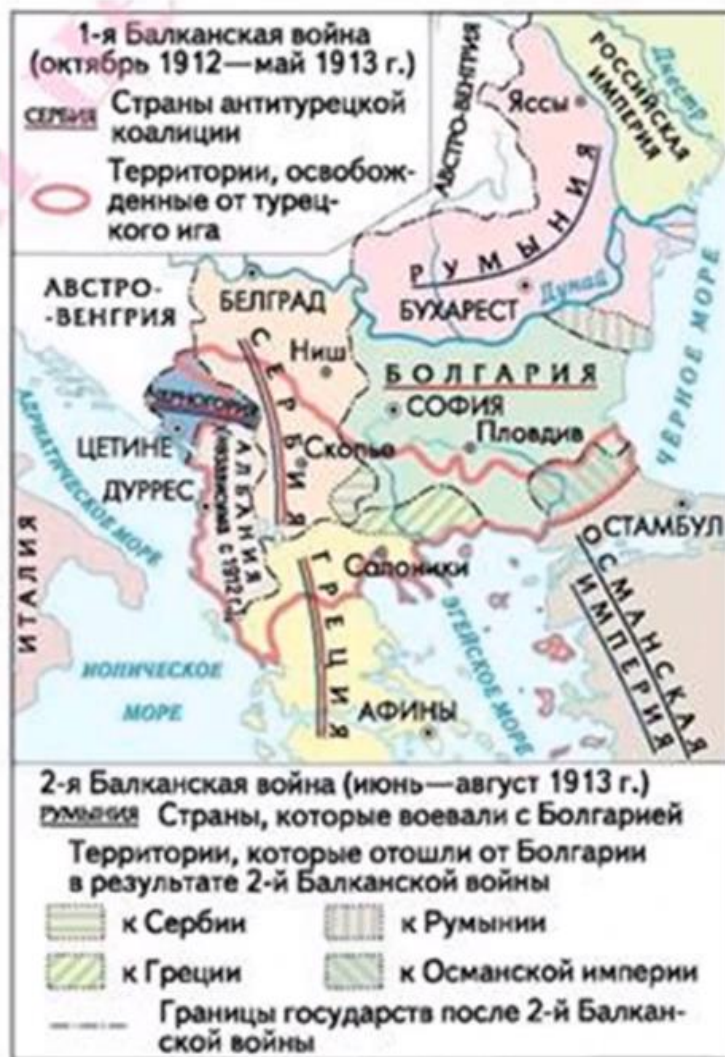 1-я Балканская война
(октябрь 1912—май 1913 г.)
СЕРБИЯ Страны антитурецкой
коалиции
Территории, освобож-
денные от турец-
кого ига
АВСТРО-ВЕНГРИЯ
Яссы
РОССИЙСКАЯ
ИМПЕРИЯ
Днестр
РУМЫНИЯ
БУХАРЕСТ
Дунай
АВСТРО-
-ВЕНГРИЯ
БЕЛГРАД
СЕРБИЯ
Ниш
БОЛГАРИЯ
СОФИЯ
Пловдив
ЧЁРНОЕ МОРЕ
АДРИАТИЧЕСКОЕ МОРЕ
ЧЕРНОГОРИЯ
ЦЕТИНЕ
Скопье
АЛБАНИЯ
(независима с 1912 г.)
ДУРРЕС
СТАМБУЛ
ИТАЛИЯ
Солоники
ГРЕЦИЯ
ЭГЕЙСКОЕ МОРЕ
ОСМАНСКАЯ
ИМПЕРИЯ
ИОНИЧЕСКОЕ
МОРЕ
АФИНЫ
2-я Балканская война (июнь—август 1913 г.)
РУМЫНИЯ Страны, которые воевали с Болгарией
Территории, которые отошли от Болгарии
в результате 2-й Балканской войны
к Сербии
к Румынии
к Греции
к Османской империи
Границы государств после 2-й Балкан-
ской войны